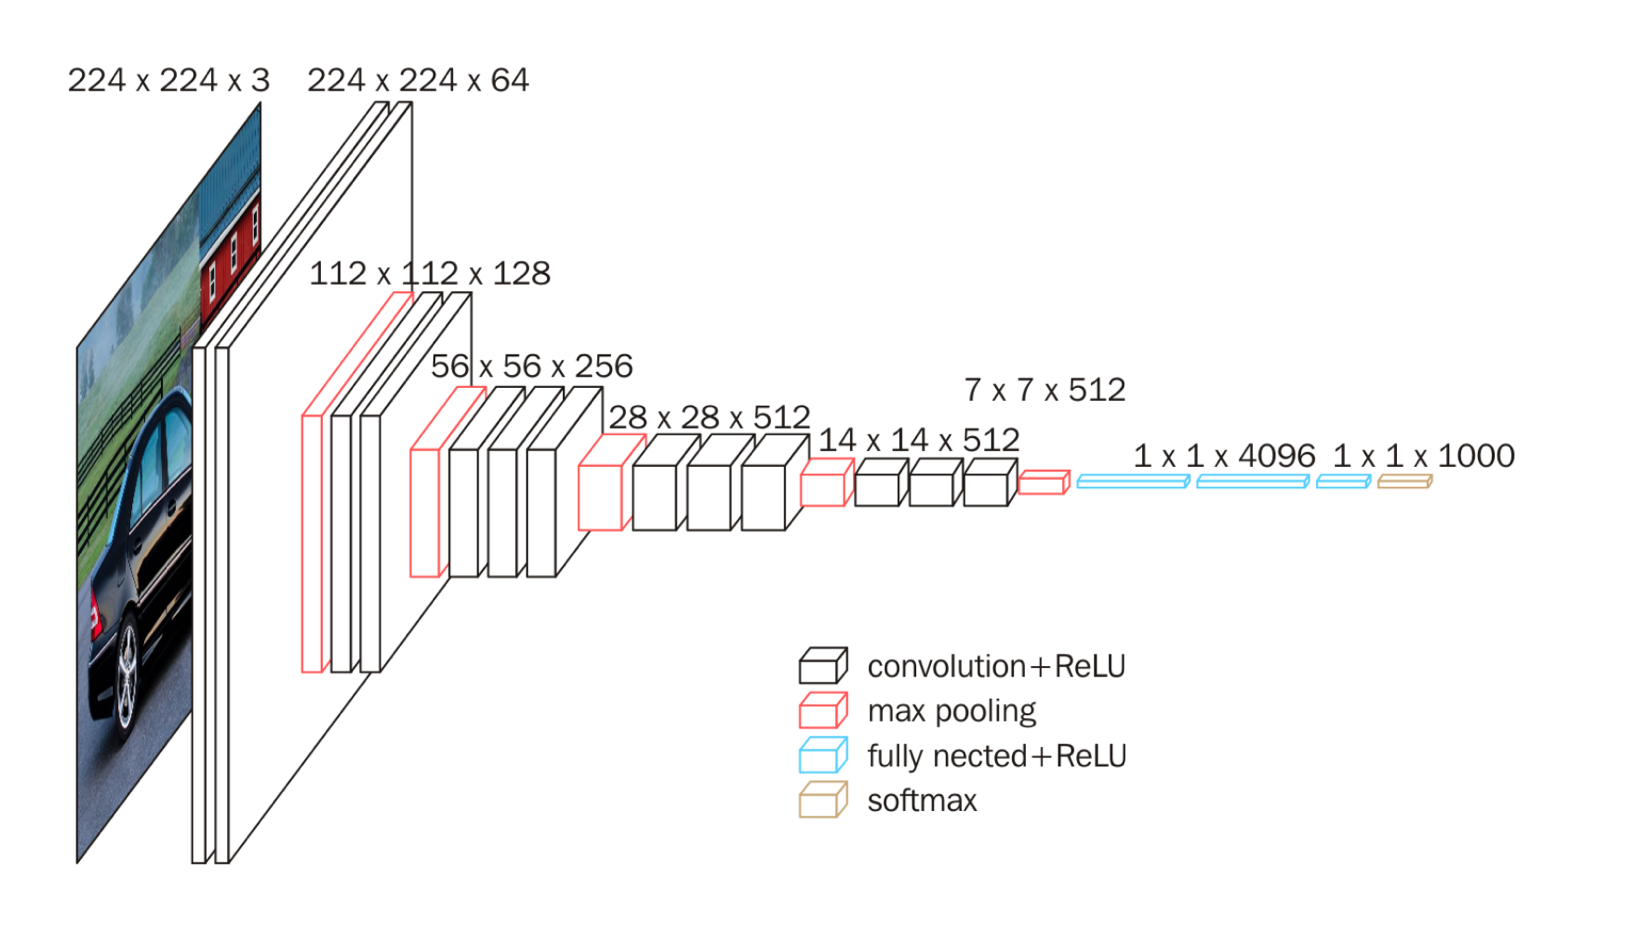 224 x 224 x 3
224 x 224 x 64
112 x 112 x 128
56 x 56 x 256
28 x 28 x 512
14 x 14 x 512
7 x 7 x 512
1 x 1 x 4096
1 x 1 x 1000
convolution+ReLU
max pooling
fully nected+ReLU
softmax